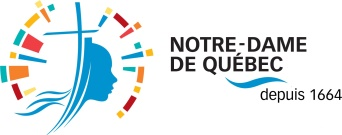 NOTRE-DAME
DE QUÉBEC
depuis 1664